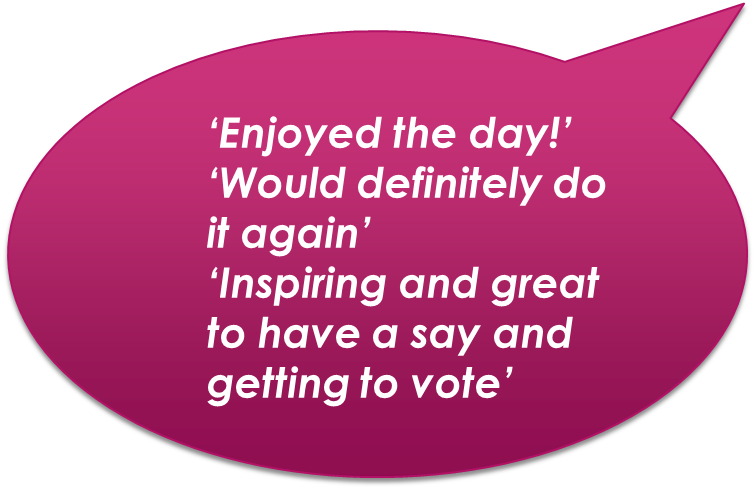 ‘Enjoyed the day!’
‘Would definitely do
it again’
‘Inspiring and great
to have a say and
getting to vote’